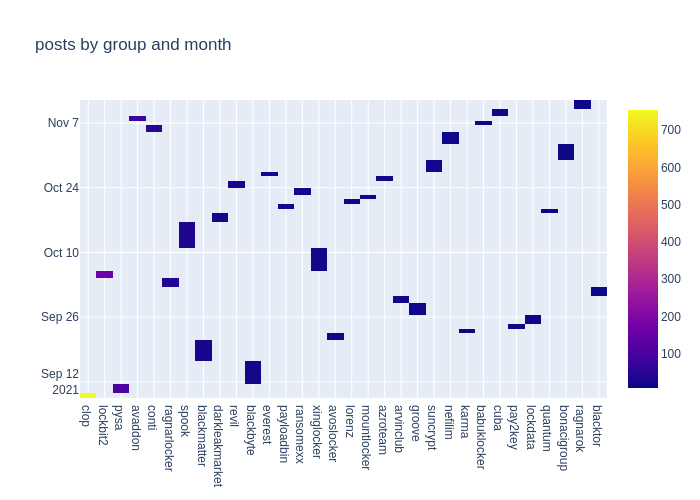 posts by group and month
Nov 7
Oct 24
Oct 10
Sep 26
Sep 12
2021
700
600
500
400
300
200
100
clop
lockbit2
pysa
avaddon
conti
ragnarlocker
spook
blackmatter
darkleakmarket
revil
blackbyte
everest
payloadbin
ransomexx
xinglocker
avoslocker
lorenz
mountlocker
azroteam
arvinclub
groove
suncrypt
nefilim
karma
babuklocker
cuba
pay2key
lockdata
quantum
bonacigroup
ragnarok
blacktor